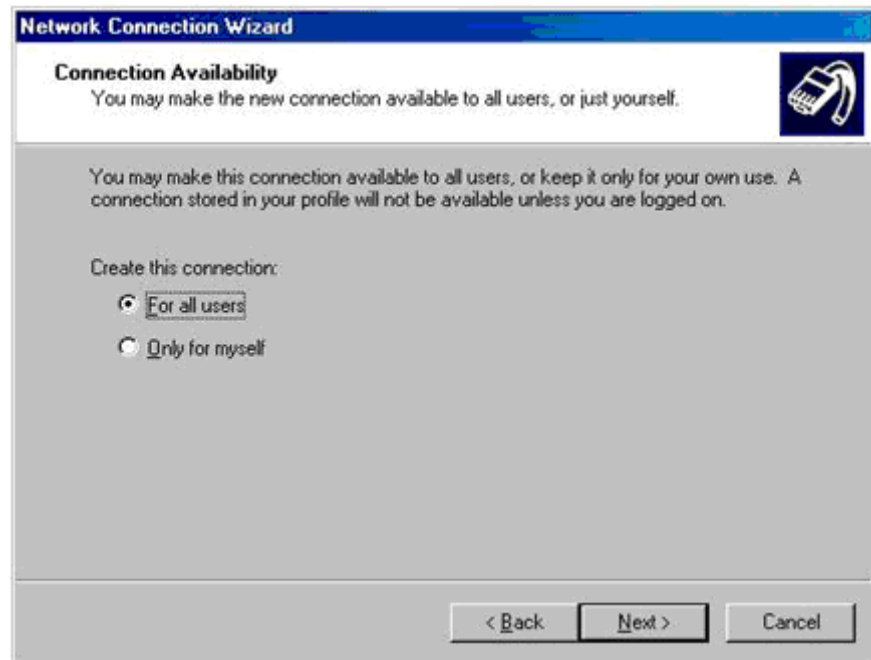 Network Connection Wizard
Connection Availability
You may make the new connection available to all users, or just yourself.
You may make this connection available to all users, or keep it only for your own use. A
connection stored in your profile will not be available unless you are logged on.
Create this connection:
For all users
Only for myself
< Back Next > Cancel